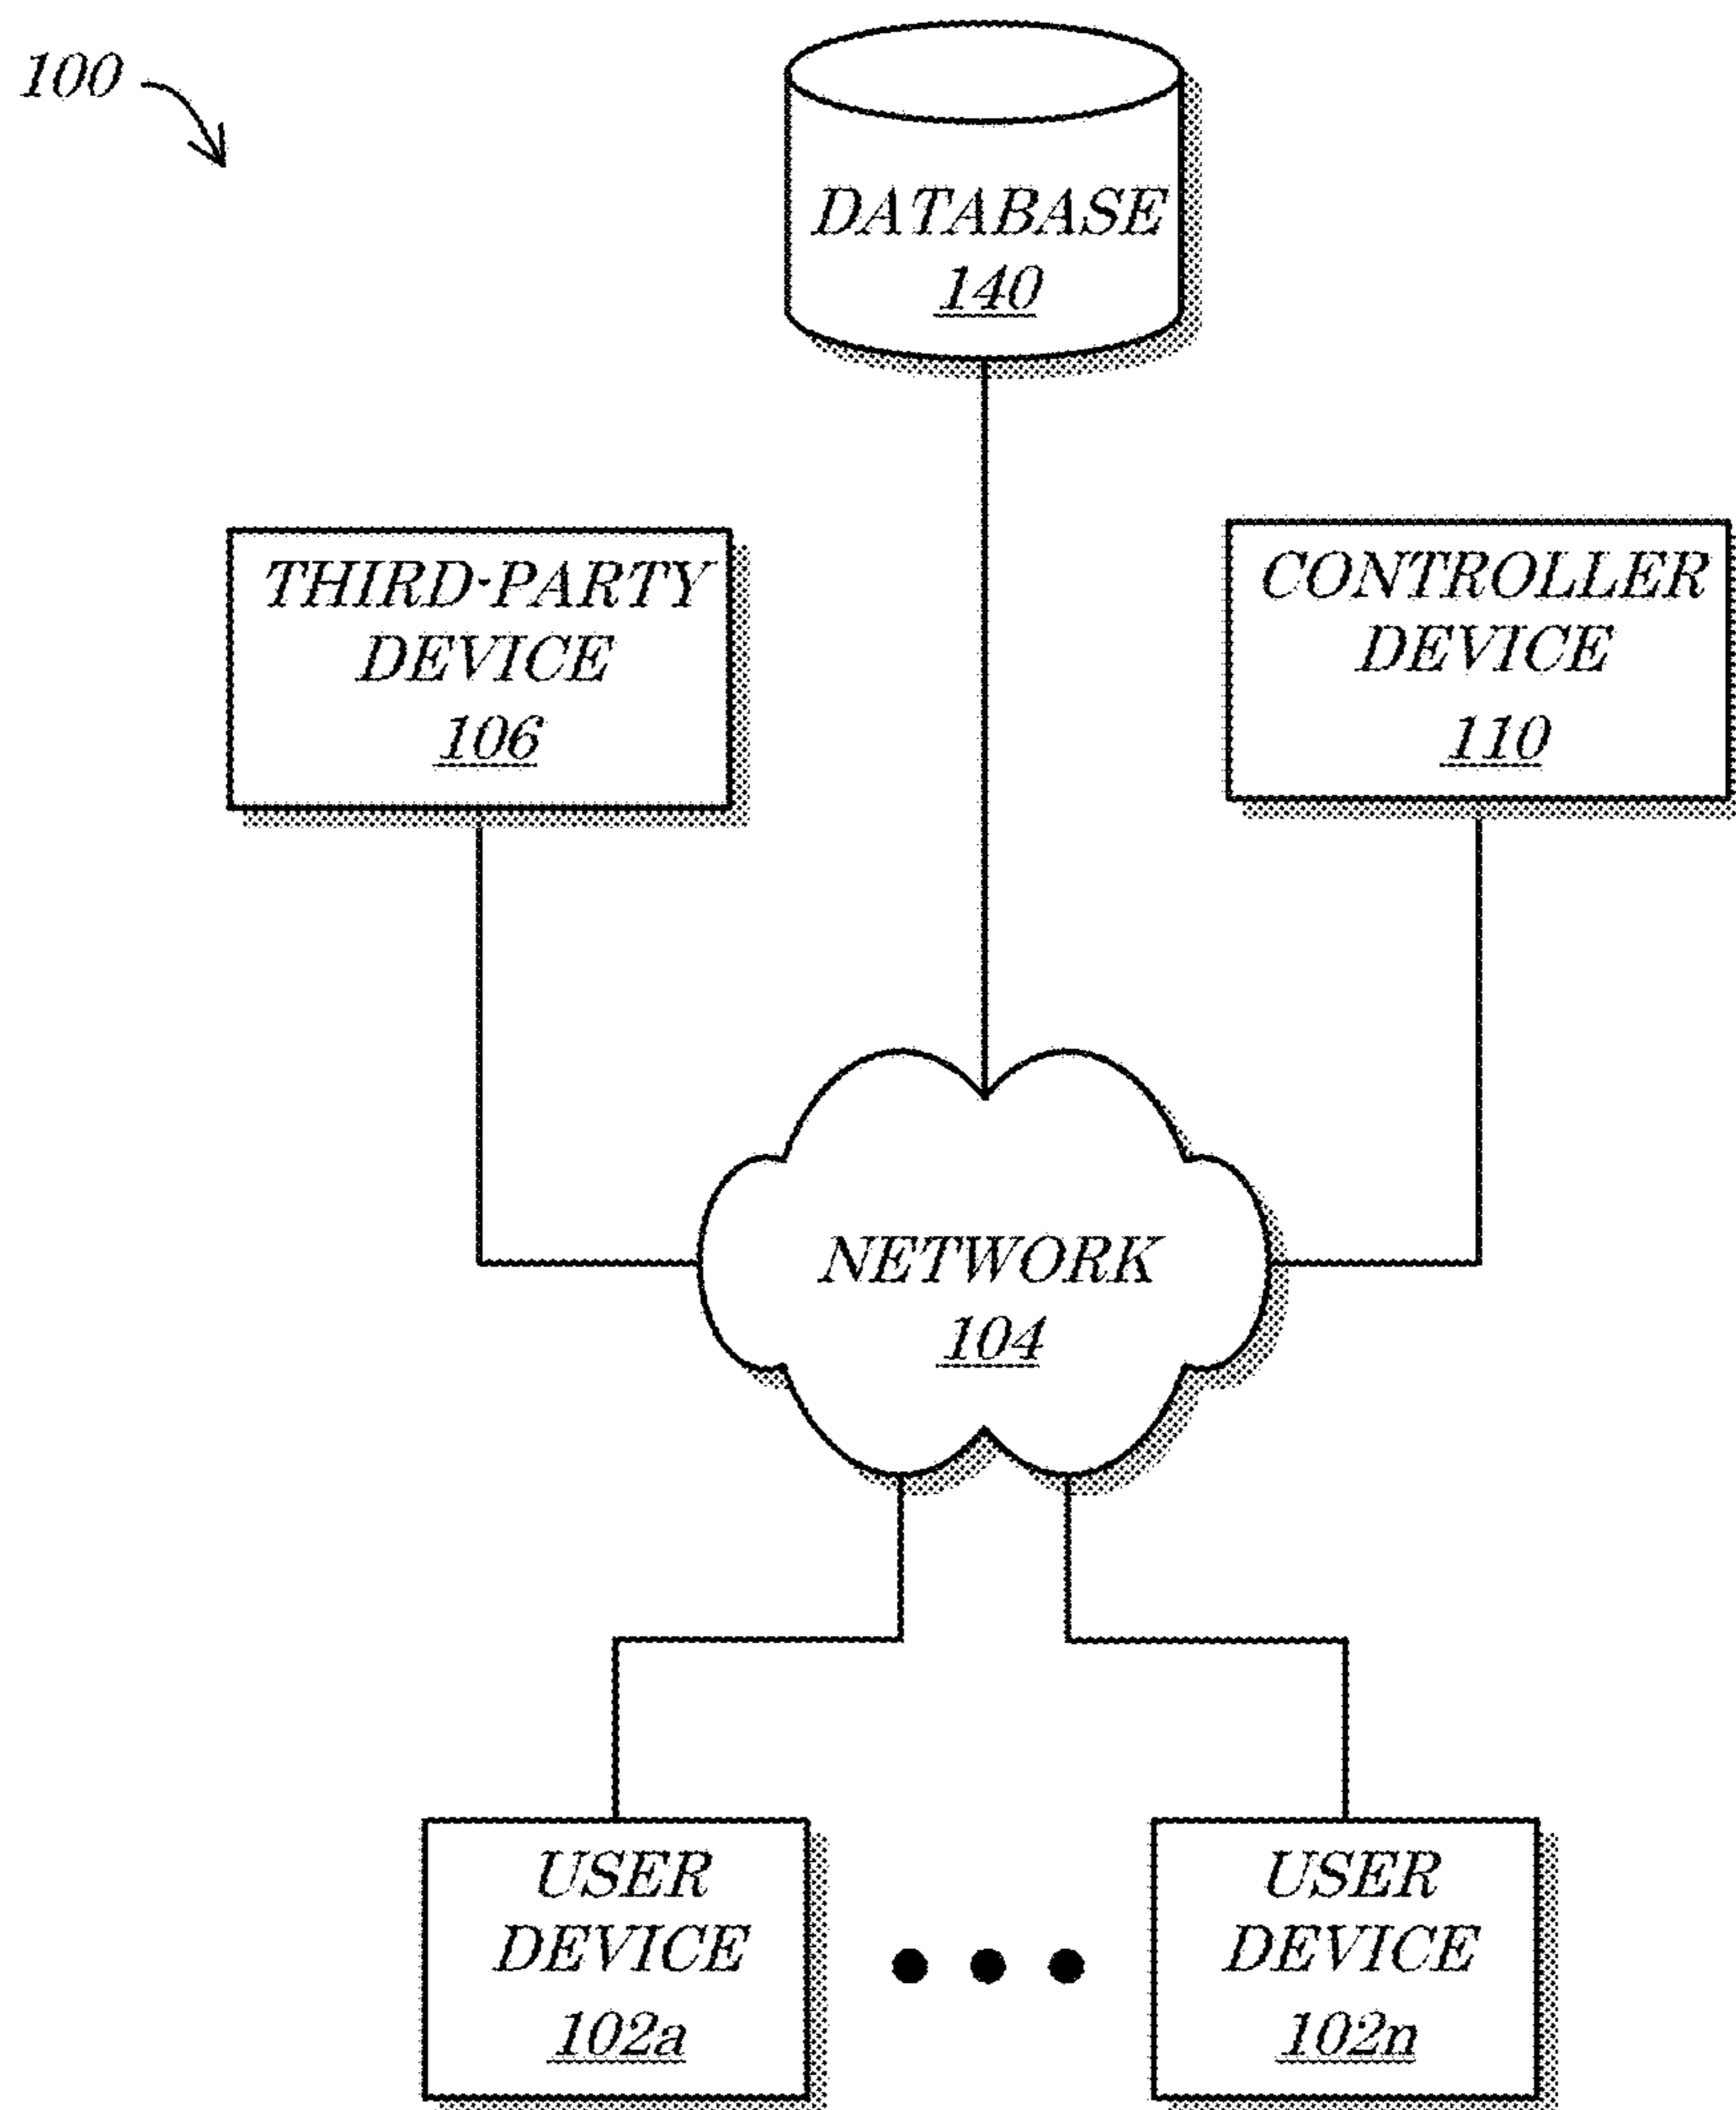 100
DATABASE
140
THIRD-PARTY
DEVICE
106
CONTROLLER
DEVICE
110
NETWORK
104
USER
DEVICE
102a
USER
DEVICE
102n